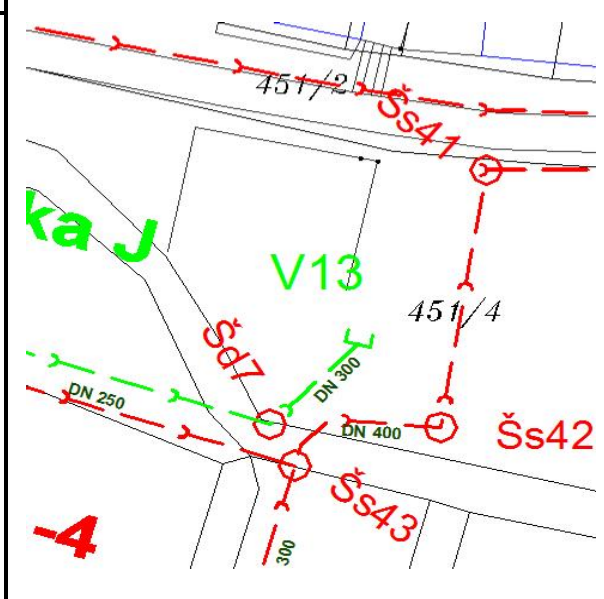 451/2
Šs41
ka J
V13
451/4
Šd7
DN 300
DN 250
DN 400
Šs42
Šs43
-4
300